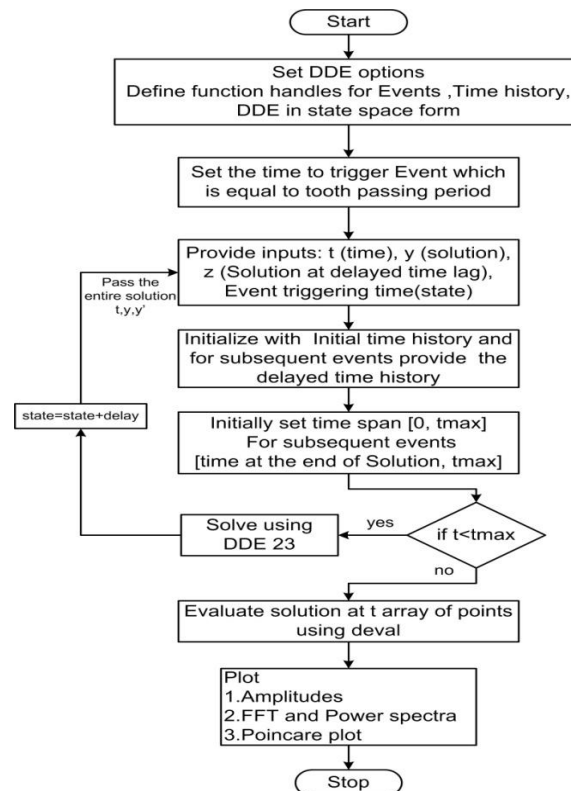 Start
Set DDE options
Define function handles for Events ,Time history,
DDE in state space form
Set the time to trigger Event which
is equal to tooth passing period
Provide inputs: t (time), y (solution),
z (Solution at delayed time lag),
Event triggering time(state)
Pass the
entire solution
t,y,y'
Initialize with Initial time history and
for subsequent events provide the
delayed time history
state=state+delay
Initially set time span [0, tmax]
For subsequent events
[time at the end of Solution, tmax]
Solve using
DDE 23
yes
if t<tmax
no
Evaluate solution at t array of points
using deval
Plot
1.Amplitudes
2.FFT and Power spectra
3.Poincare plot
Stop